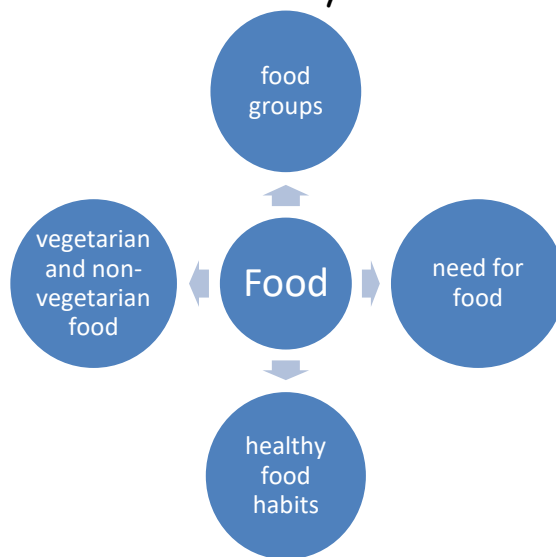 food
groups
vegetarian
and non-
vegetarian
food
Food
need for
food
healthy
food
habits